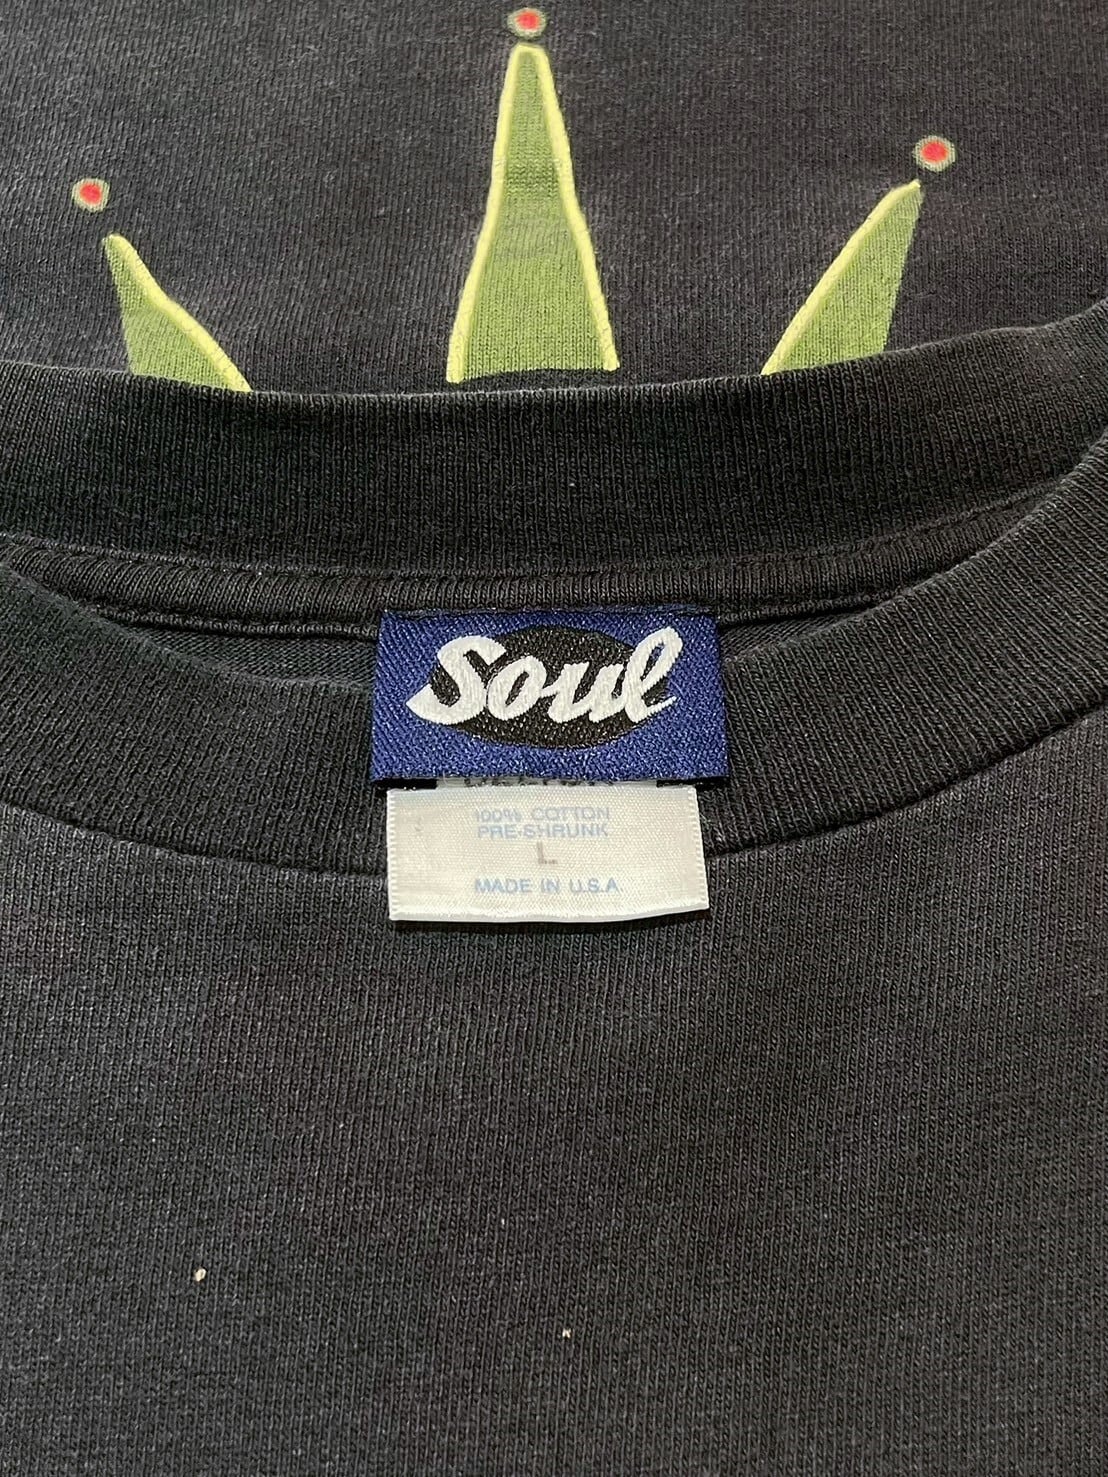 Soul
100% COTTON
PRE-SHRUNK
L
MADE IN U.S.A.